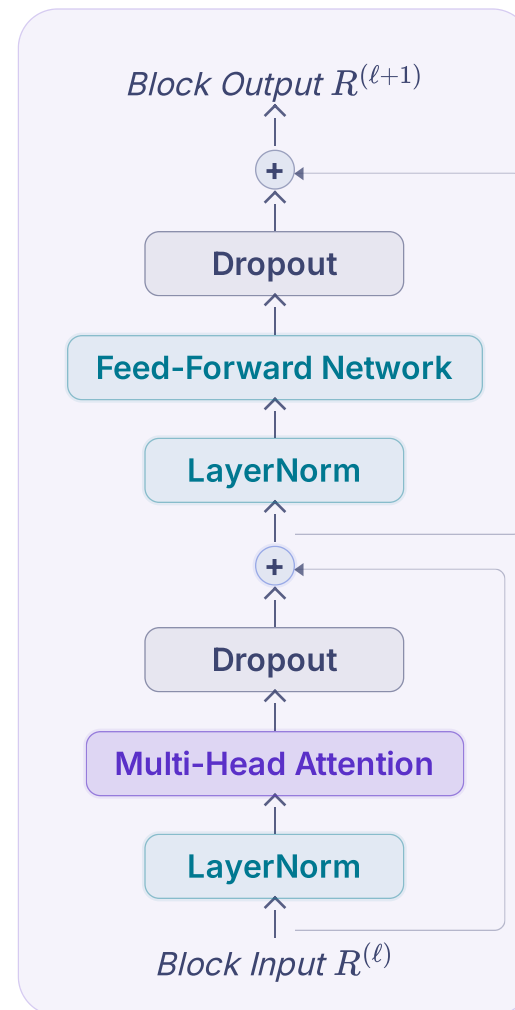 Block Output R^(ℓ+1)
+
Dropout
Feed-Forward Network
LayerNorm
+
Dropout
Multi-Head Attention
LayerNorm
Block Input R^(ℓ)